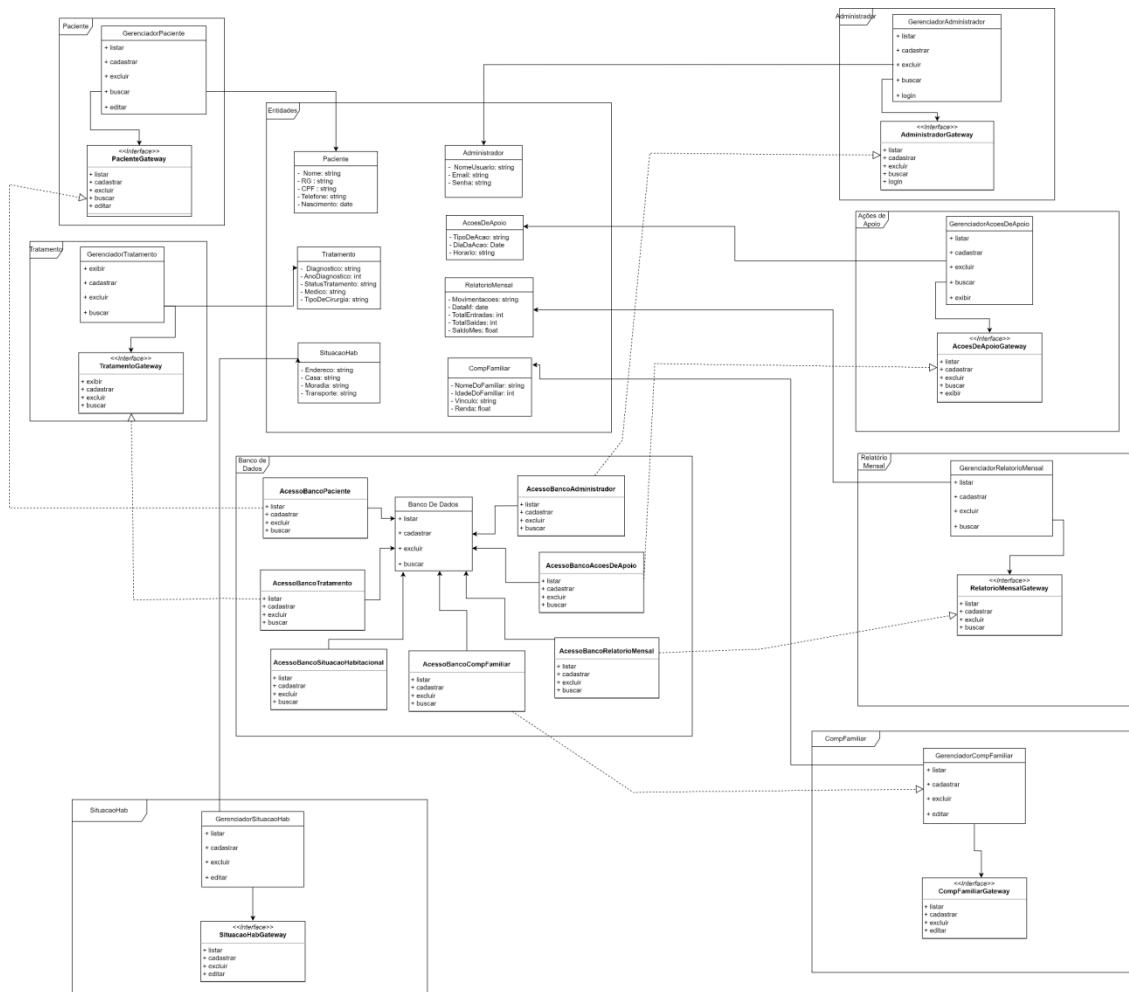 Paciente
GerenciadorPaciente
+ listar
+ cadastrar
+ excluir
+ buscar
+ editar
<<Interface>>
PacienteGateway
+ listar
+ cadastrar
+ excluir
+ buscar
+ editar
Administrador
GerenciadorAdministrador
+ listar
+ cadastrar
+ excluir
+ buscar
+ login
<<Interface>>
AdministradorGateway
+ listar
+ cadastrar
+ excluir
+ buscar
+ login
Entidades
Paciente
- Nome: string
- RG : string
- CPF : string
- Telefone: string
- Nascimento: date
Administrador
- NomeUsuario: string
- Email: string
- Senha: string
AcoesDeApoio
- TipoDeAcao: string
- DiaDaAcao: Date
- Horario: string
Tratamento
- Diagnostico: string
- AnoDiagnostico: int
- StatusTratamento: string
- Medico: string
- TipoDeCirurgia: string
RelatorioMensal
- Movimentacoes: string
- DataM: date
- TotalEntradas: int
- TotalSaidas: int
- SaldoMes: float
SituacaoHab
- Endereco: string
- Casa: string
- Moradia: string
- Transporte: string
CompFamiliar
- NomeDoFamiliar: string
- IdadeDoFamiliar: int
- Vinculo: string
- Renda: float
Tratamento
GerenciadorTratamento
+ exibir
+ cadastrar
+ excluir
+ buscar
<<Interface>>
TratamentoGateway
+ exibir
+ cadastrar
+ excluir
+ buscar
Ações de
Apoio
GerenciadorAcoesDeApoio
+ listar
+ cadastrar
+ excluir
+ buscar
+ exibir
<<Interface>>
AcoesDeApoioGateway
+ listar
+ cadastrar
+ excluir
+ buscar
+ exibir
Banco de
Dados
AcessoBancoPaciente
+ listar
+ cadastrar
+ excluir
+ buscar
Banco De Dados
+ listar
+ cadastrar
+ excluir
+ buscar
AcessoBancoAdministrador
+ listar
+ cadastrar
+ excluir
+ buscar
AcessoBancoTratamento
+ listar
+ cadastrar
+ excluir
+ buscar
AcessoBancoAcoesDeApoio
+ listar
+ cadastrar
+ excluir
+ buscar
AcessoBancoSituacaoHabitacional
+ listar
+ cadastrar
+ excluir
+ buscar
AcessoBancoCompFamiliar
+ listar
+ cadastrar
+ excluir
+ buscar
AcessoBancoRelatorioMensal
+ listar
+ cadastrar
+ excluir
+ buscar
Relatório
Mensal
GerenciadorRelatorioMensal
+ listar
+ cadastrar
+ excluir
+ buscar
<<Interface>>
RelatorioMensalGateway
+ listar
+ cadastrar
+ excluir
+ buscar
CompFamiliar
GerenciadorCompFamiliar
+ listar
+ cadastrar
+ excluir
+ editar
<<Interface>>
CompFamiliarGateway
+ listar
+ cadastrar
+ excluir
+ editar
SituacaoHab
GerenciadorSituacaoHab
+ listar
+ cadastrar
+ excluir
+ editar
<<Interface>>
SituacaoHabGateway
+ listar
+ cadastrar
+ excluir
+ editar